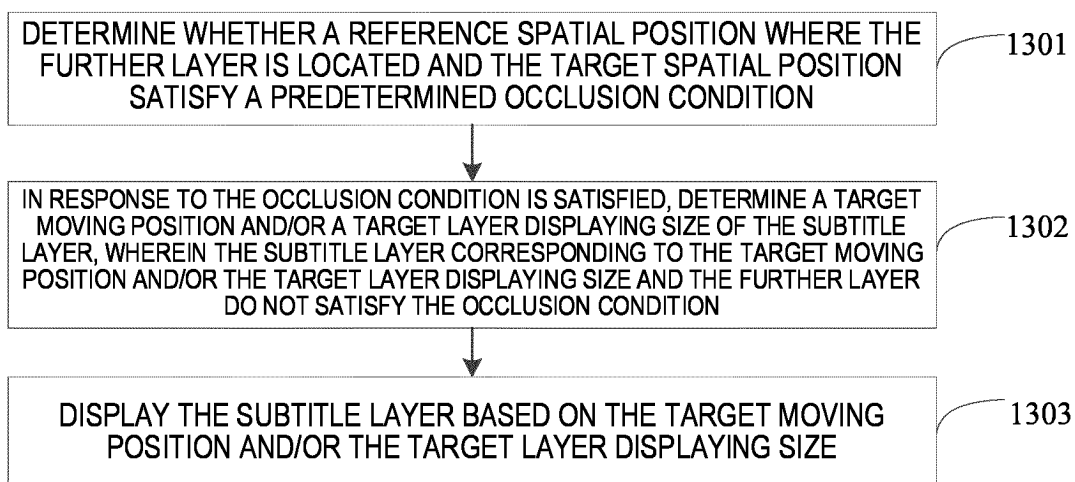 DETERMINE WHETHER A REFERENCE SPATIAL POSITION WHERE THE
FURTHER LAYER IS LOCATED AND THE TARGET SPATIAL POSITION
SATISFY A PREDETERMINED OCCLUSION CONDITION
1301
IN RESPONSE TO THE OCCLUSION CONDITION IS SATISFIED, DETERMINE A TARGET
MOVING POSITION AND/OR A TARGET LAYER DISPLAYING SIZE OF THE SUBTITLE
LAYER, WHEREIN THE SUBTITLE LAYER CORRESPONDING TO THE TARGET MOVING
POSITION AND/OR THE TARGET LAYER DISPLAYING SIZE AND THE FURTHER LAYER
DO NOT SATISFY THE OCCLUSION CONDITION
1302
DISPLAY THE SUBTITLE LAYER BASED ON THE TARGET MOVING
POSITION AND/OR THE TARGET LAYER DISPLAYING SIZE
1303